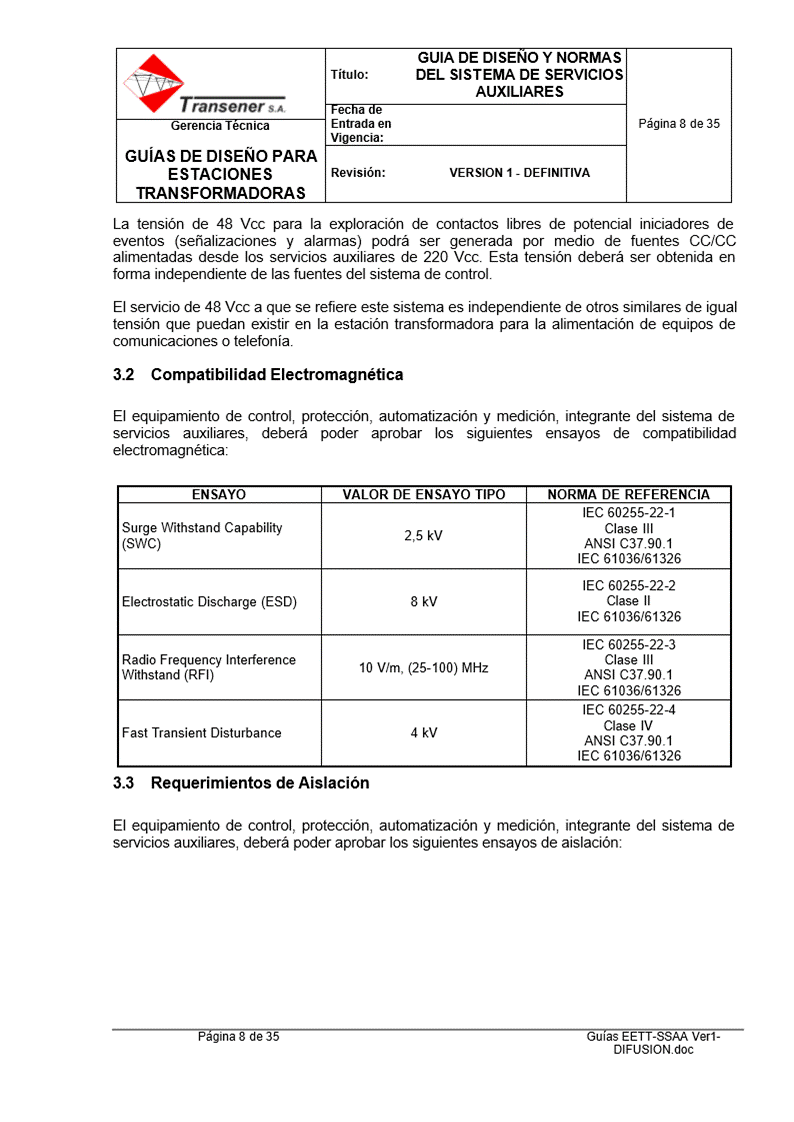 Transener S.A.
Gerencia Técnica
GUÍAS DE DISEÑO PARA
ESTACIONES
TRANSFORMADORAS
Título:
GUIA DE DISEÑO Y NORMAS
DEL SISTEMA DE SERVICIOS
AUXILIARES
Fecha de
Entrada en
Vigencia:
Revisión:
VERSION 1 - DEFINITIVA
Página 8 de 35
La tensión de 48 Vcc para la exploración de contactos libres de potencial iniciadores de
eventos (señalizaciones y alarmas) podrá ser generada por medio de fuentes CC/CC
alimentadas desde los servicios auxiliares de 220 Vcc. Esta tensión deberá ser obtenida en
forma independiente de las fuentes del sistema de control.
El servicio de 48 Vcc a que se refiere este sistema es independiente de otros similares de igual
tensión que puedan existir en la estación transformadora para la alimentación de equipos de
comunicaciones o telefonía.
3.2 Compatibilidad Electromagnética
El equipamiento de control, protección, automatización y medición, integrante del sistema de
servicios auxiliares, deberá poder aprobar los siguientes ensayos de compatibilidad
electromagnética:
ENSAYO VALOR DE ENSAYO TIPO NORMA DE REFERENCIA
Surge Withstand Capability
(SWC)
2,5 kV
IEC 60255-22-1
Clase III
ANSI C37.90.1
IEC 61036/61326
Electrostatic Discharge (ESD)
8 kV
IEC 60255-22-2
Clase II
IEC 61036/61326
Radio Frequency Interference
Withstand (RFI)
10 V/m, (25-100) MHz
IEC 60255-22-3
Clase III
ANSI C37.90.1
IEC 61036/61326
Fast Transient Disturbance
4 kV
IEC 60255-22-4
Clase IV
ANSI C37.90.1
IEC 61036/61326
3.3 Requerimientos de Aislación
El equipamiento de control, protección, automatización y medición, integrante del sistema de
servicios auxiliares, deberá poder aprobar los siguientes ensayos de aislación:
Página 8 de 35
Guías EETT-SSAA Ver1-
DIFUSION.doc